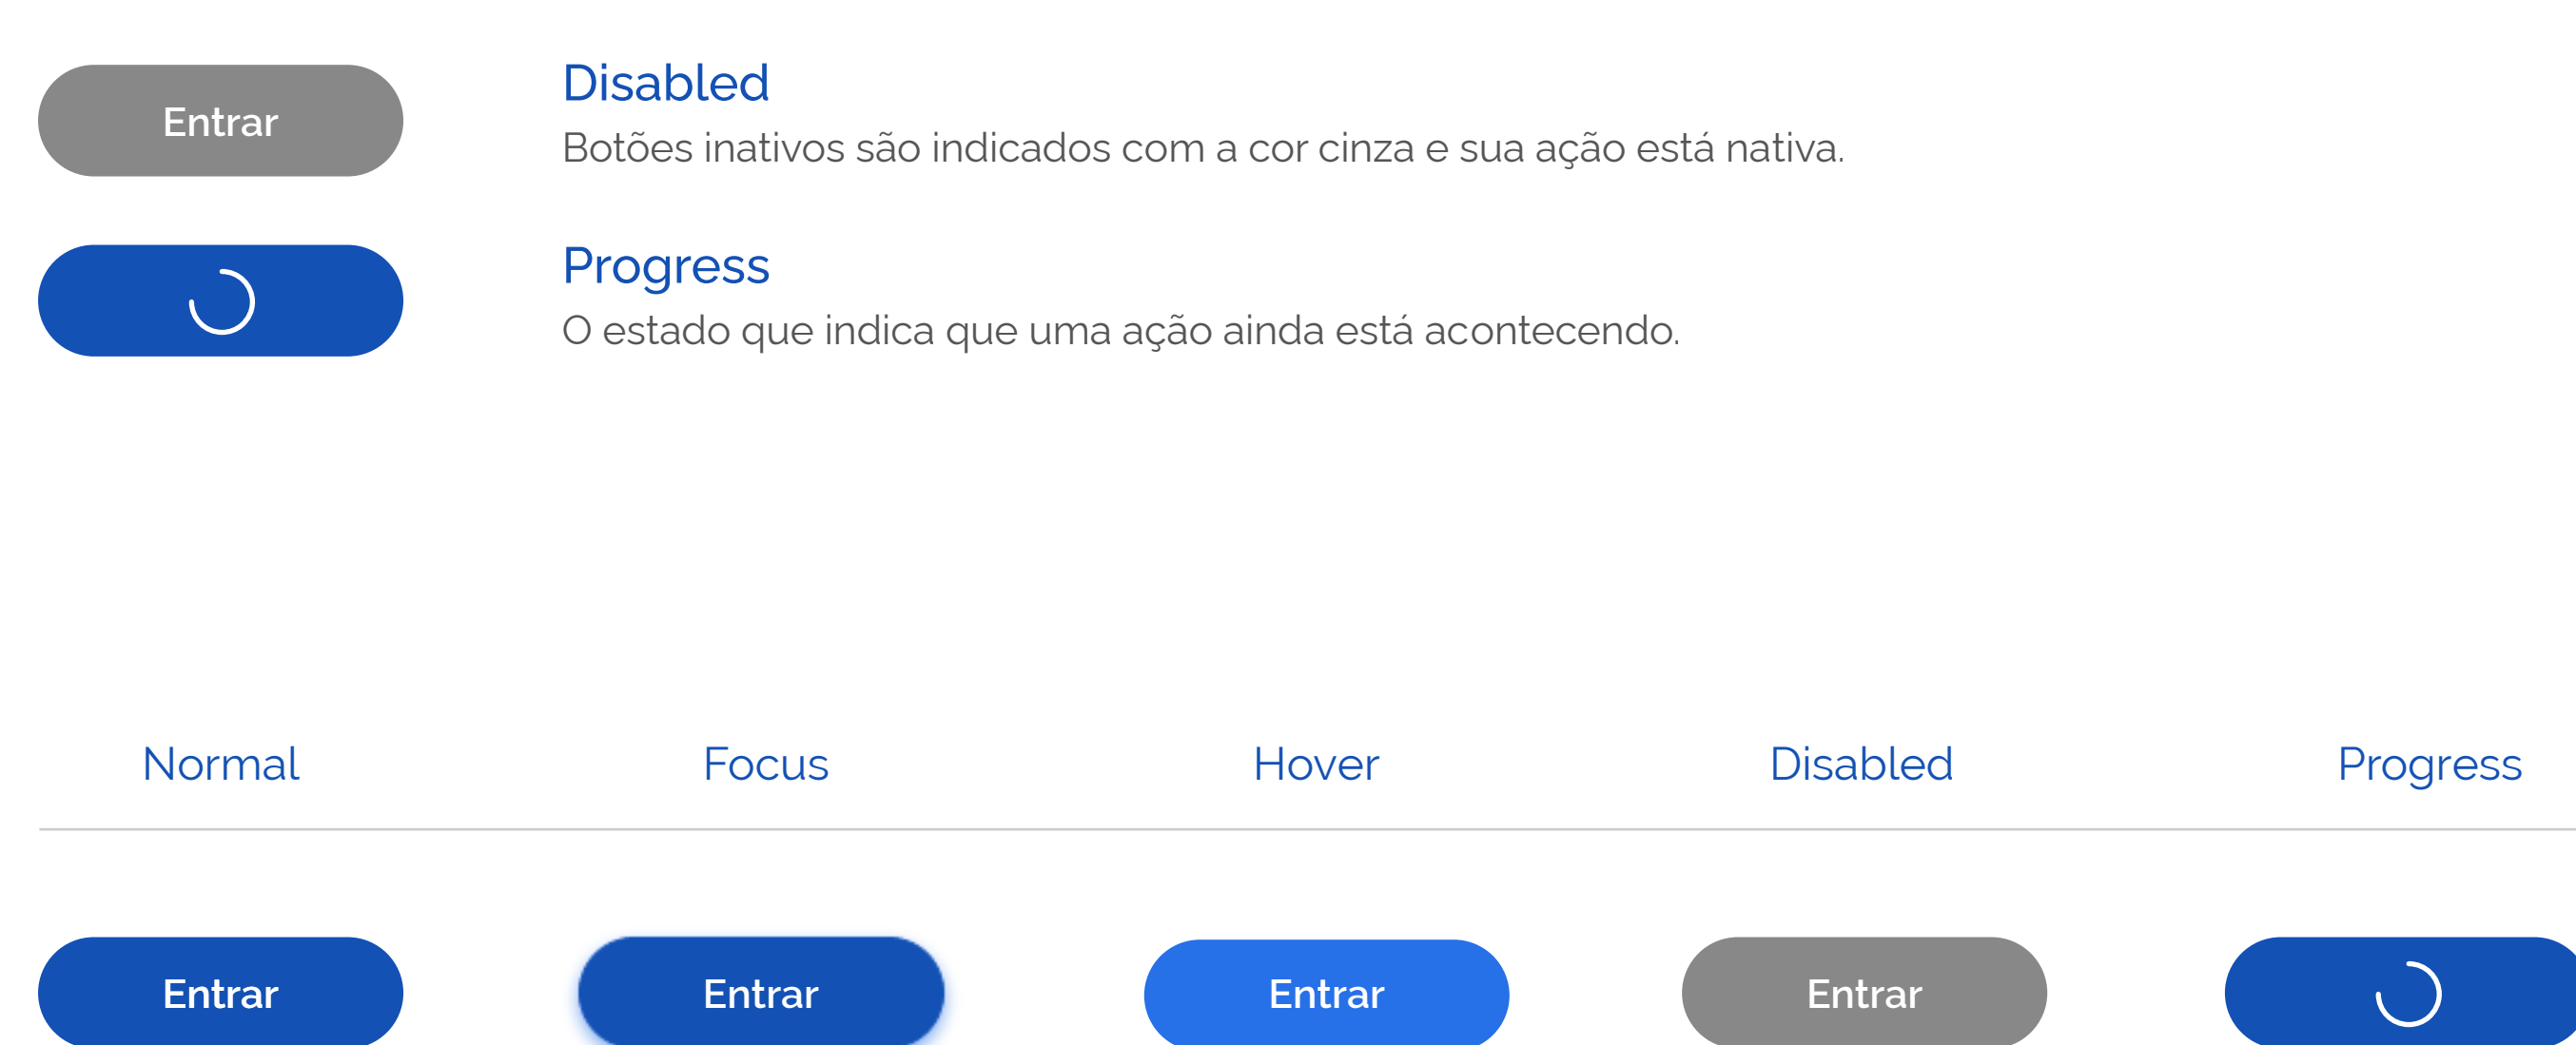 Entrar
Disabled
Botões inativos são indicados com a cor cinza e sua ação está nativa.
Progress
O estado que indica que uma ação ainda está acontecendo.
Normal Focus Hover Disabled Progress
Entrar Entrar Entrar Entrar